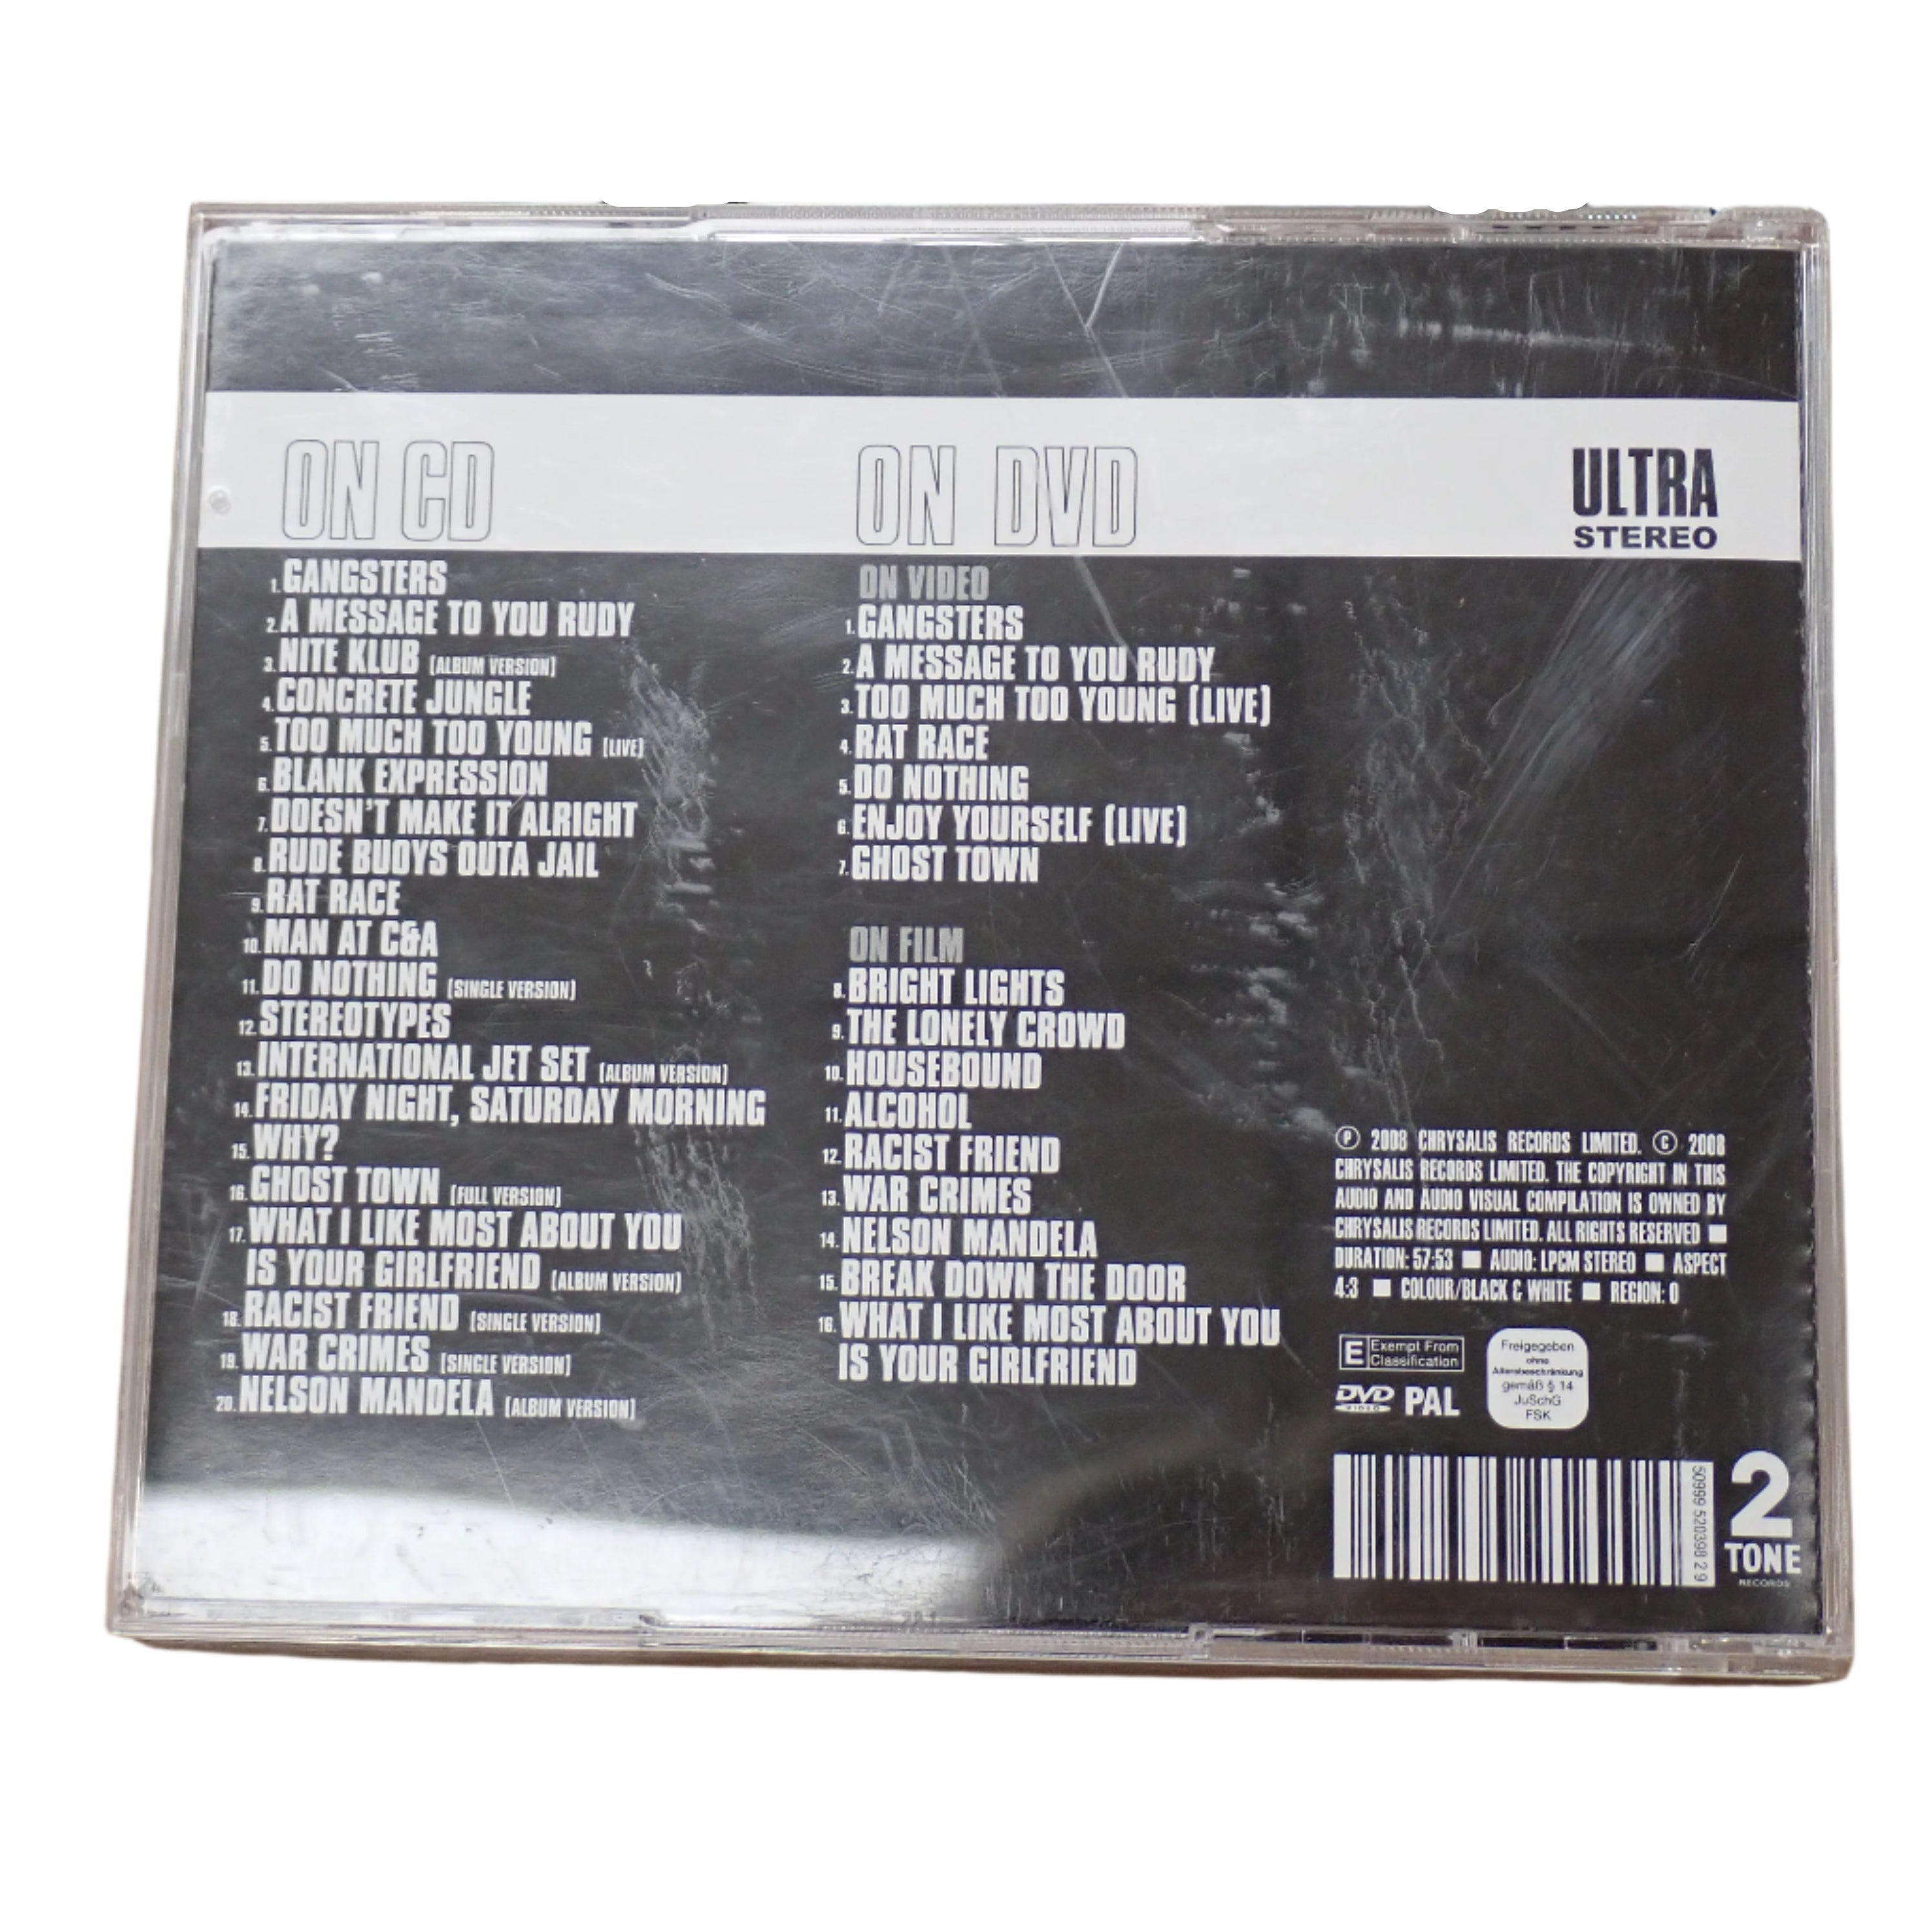 ON CD
1. GANGSTERS
2. A MESSAGE TO YOU RUDY
3. NITE KLUB [ALBUM VERSION]
4. CONCRETE JUNGLE
5. TOO MUCH TOO YOUNG [LIVE]
6. BLANK EXPRESSION
7. DOESN'T MAKE IT ALRIGHT
8. RUDE BUOYS OUTA JAIL
9. RAT RACE
10. MAN AT C&A
11. DO NOTHING [SINGLE VERSION]
12. STEREOTYPES
13. INTERNATIONAL JET SET [ALBUM VERSION]
14. FRIDAY NIGHT, SATURDAY MORNING
15. WHY?
16. GHOST TOWN [FULL VERSION]
17. WHAT I LIKE MOST ABOUT YOU
IS YOUR GIRLFRIEND [ALBUM VERSION]
18. RACIST FRIEND [SINGLE VERSION]
19. WAR CRIMES [SINGLE VERSION]
20. NELSON MANDELA [ALBUM VERSION]
ON DVD
ON VIDEO
1. GANGSTERS
2. A MESSAGE TO YOU RUDY
3. TOO MUCH TOO YOUNG (LIVE)
4. RAT RACE
5. DO NOTHING
6. ENJOY YOURSELF (LIVE)
7. GHOST TOWN
ON FILM
8. BRIGHT LIGHTS
9. THE LONELY CROWD
10. HOUSEBOUND
11. ALCOHOL
12. RACIST FRIEND
13. WAR CRIMES
14. NELSON MANDELA
15. BREAK DOWN THE DOOR
16. WHAT I LIKE MOST ABOUT YOU
IS YOUR GIRLFRIEND
ULTRA
STEREO
℗ 2008 CHRYSALIS RECORDS LIMITED. © 2008
CHRYSALIS RECORDS LIMITED. THE COPYRIGHT IN THIS
AUDIO AND AUDIO VISUAL COMPILATION IS OWNED BY
CHRYSALIS RECORDS LIMITED. ALL RIGHTS RESERVED ■
DURATION: 57:53 ■ AUDIO: LPCM STEREO ■ ASPECT
4:3 ■ COLOUR/BLACK & WHITE ■ REGION: 0
E Exempt From
Classification
DVD
VIDEO
PAL
Freigegeben
ohne
Altersbeschränkung
gemäß § 14
JuSchG
FSK
50999 520398 2 9
2
TONE
RECORDS